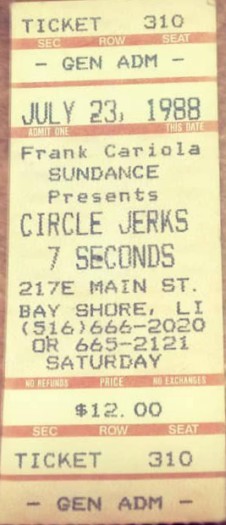 TICKET 310
SEC ROW SEAT
- GEN ADM -
JULY 23, 1988
ADMIT ONE THIS DATE
Frank Cariola
SUNDANCE
Presents
CIRCLE JERKS
7 SECONDS
217E MAIN ST.
BAY SHORE, LI
(516)666-2020
OR 665-2121
SATURDAY
NO REFUNDS PRICE NO EXCHANGES
$12.00
SEC ROW SEAT
TICKET 310
- GEN ADM -